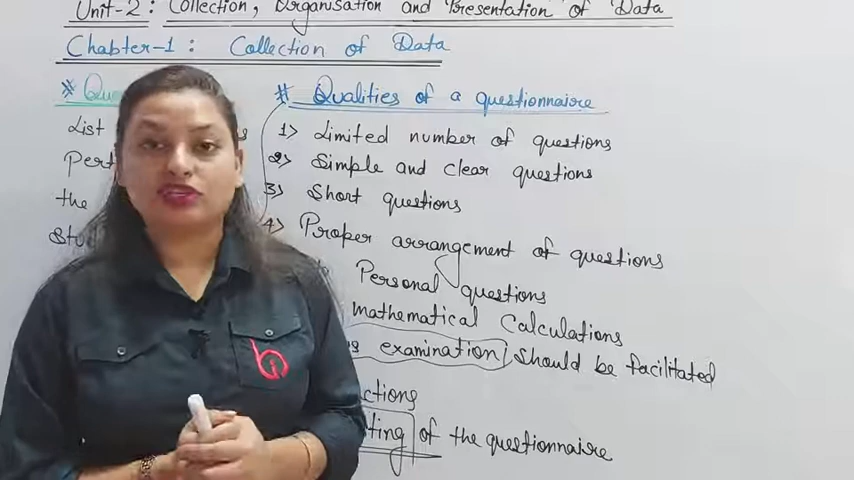 Unit-2: Collection, Organisation and Presentation of Data
Chapter-1: Collection of Data
* 
# Qualities of a questionnaire
List
1> Limited number of questions
Pert
2> Simple and clear questions
the
3> Short questions
4> Proper arrangement of questions
Personal questions
mathematical Calculations
examination, should be facilitated
ctions
ting of the questionnaire